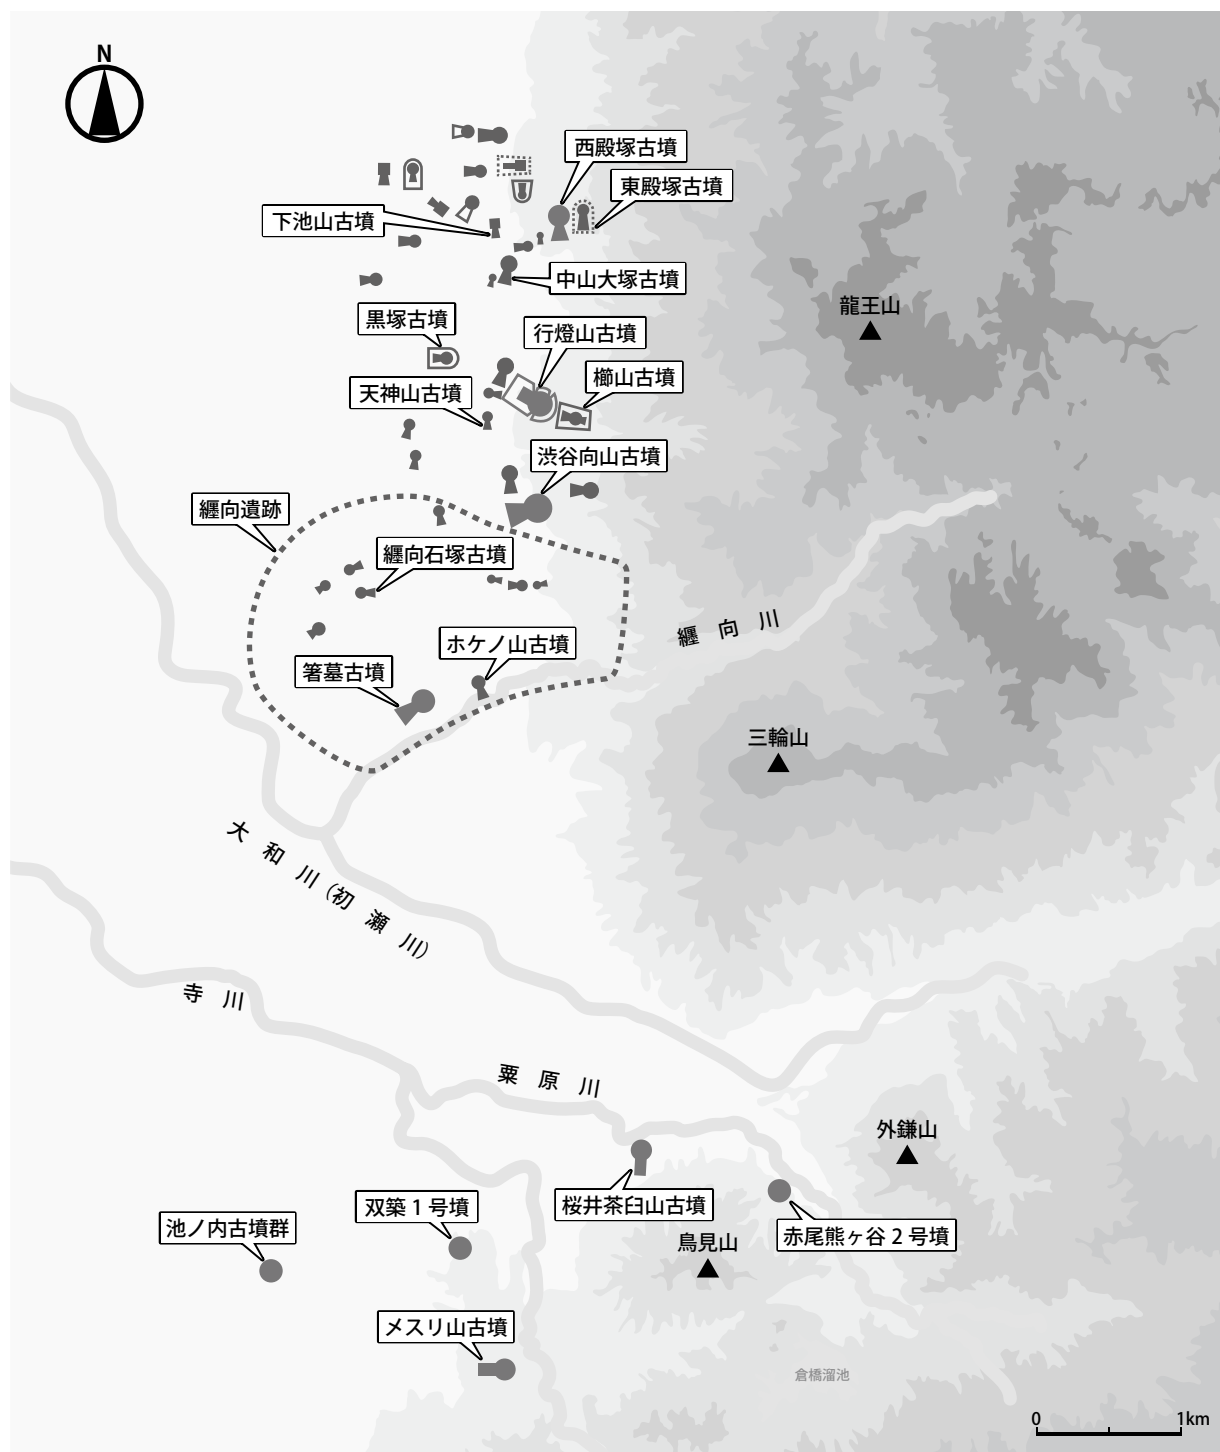 N
西殿塚古墳
東殿塚古墳
下池山古墳
中山大塚古墳
龍王山
黒塚古墳
行燈山古墳
櫛山古墳
天神山古墳
渋谷向山古墳
纒向遺跡
纒向石塚古墳
纒向川
ホケノ山古墳
箸墓古墳
三輪山
大和川(初瀬川)
寺川
粟原川
外鎌山
桜井茶臼山古墳
双築1号墳
池ノ内古墳群
赤尾熊ヶ谷2号墳
鳥見山
メスリ山古墳
倉橋溜池
0 1km